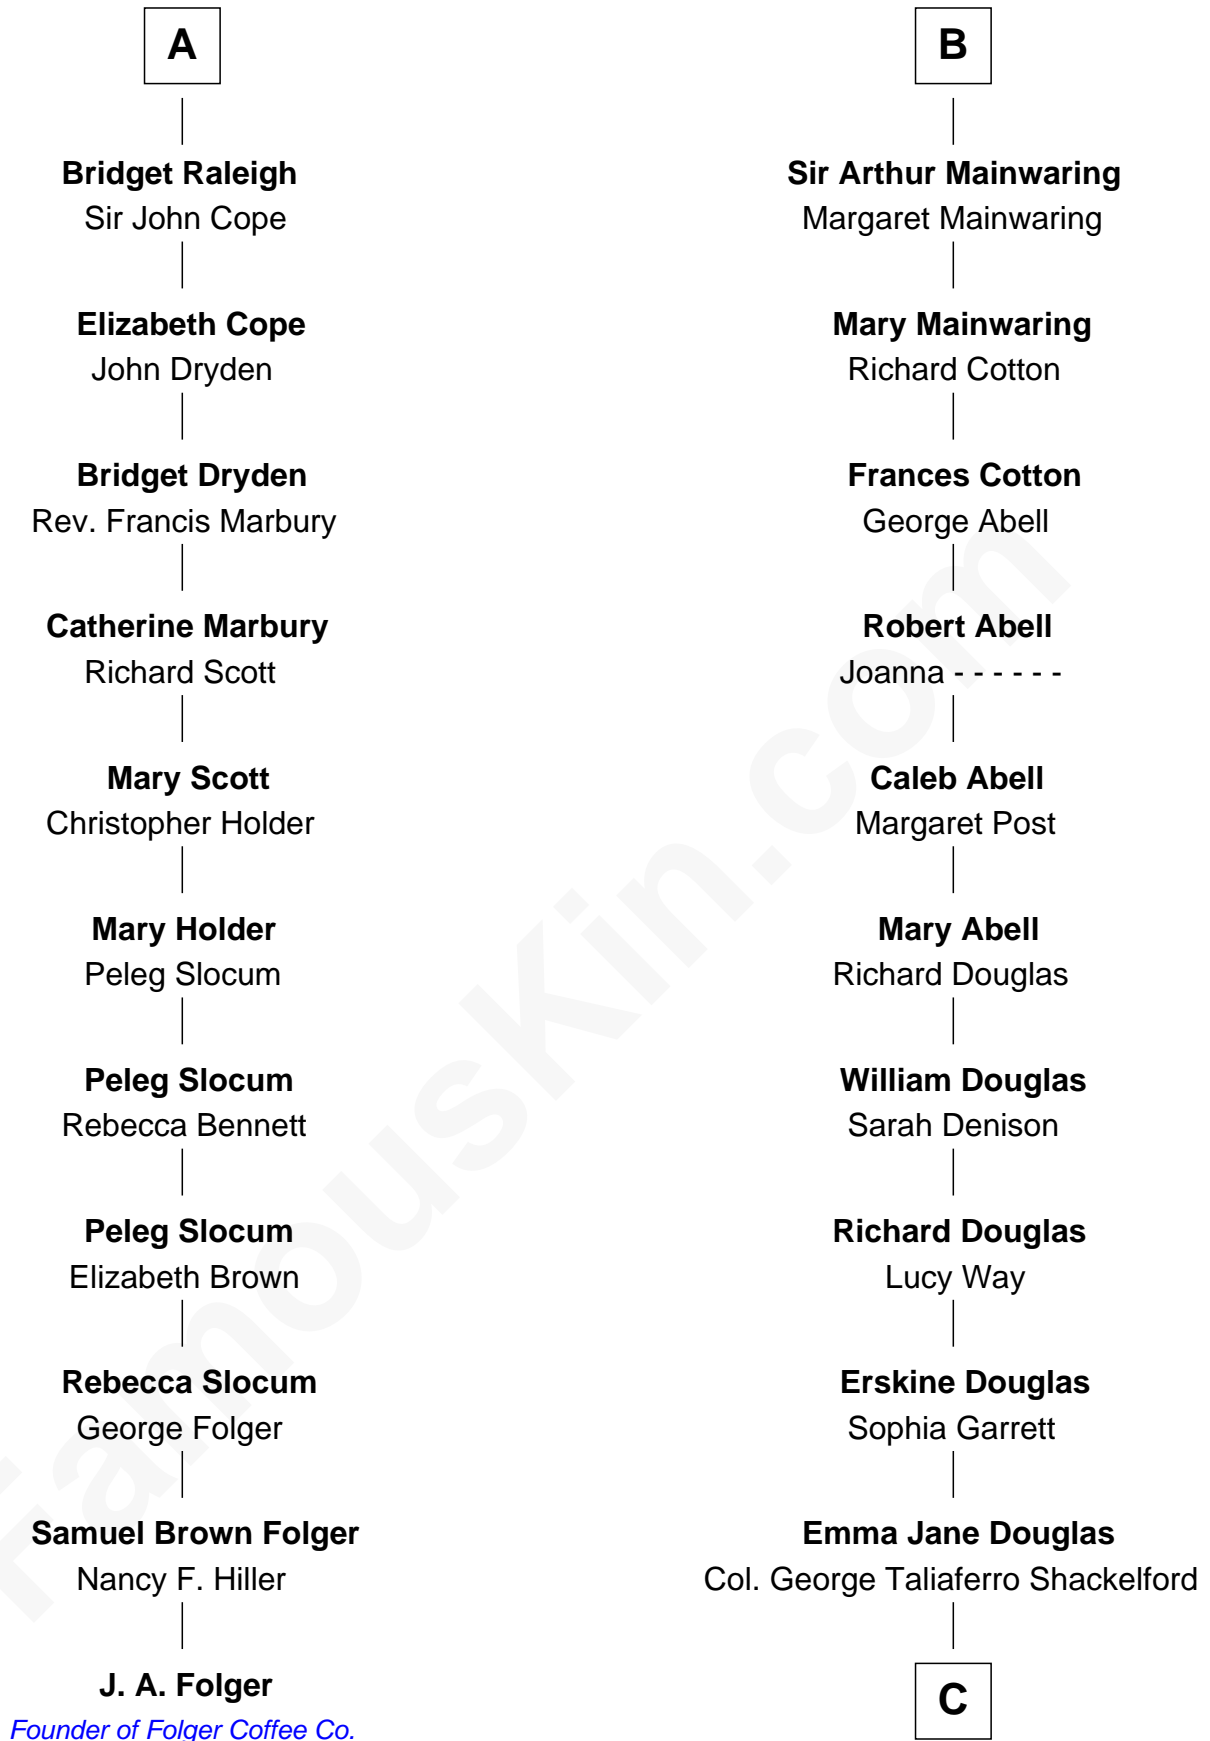 A
Bridget Raleigh
Sir John Cope
Elizabeth Cope
John Dryden
Bridget Dryden
Rev. Francis Marbury
Catherine Marbury
Richard Scott
Mary Scott
Christopher Holder
Mary Holder
Peleg Slocum
Peleg Slocum
Rebecca Bennett
Peleg Slocum
Elizabeth Brown
Rebecca Slocum
George Folger
Samuel Brown Folger
Nancy F. Hiller
J. A. Folger
Founder of Folger Coffee Co.
B
Sir Arthur Mainwaring
Margaret Mainwaring
Mary Mainwaring
Richard Cotton
Frances Cotton
George Abell
Robert Abell
Joanna - - - - - -
Caleb Abell
Margaret Post
Mary Abell
Richard Douglas
William Douglas
Sarah Denison
Richard Douglas
Lucy Way
Erskine Douglas
Sophia Garrett
Emma Jane Douglas
Col. George Taliaferro Shackelford
C
FamousKin.com